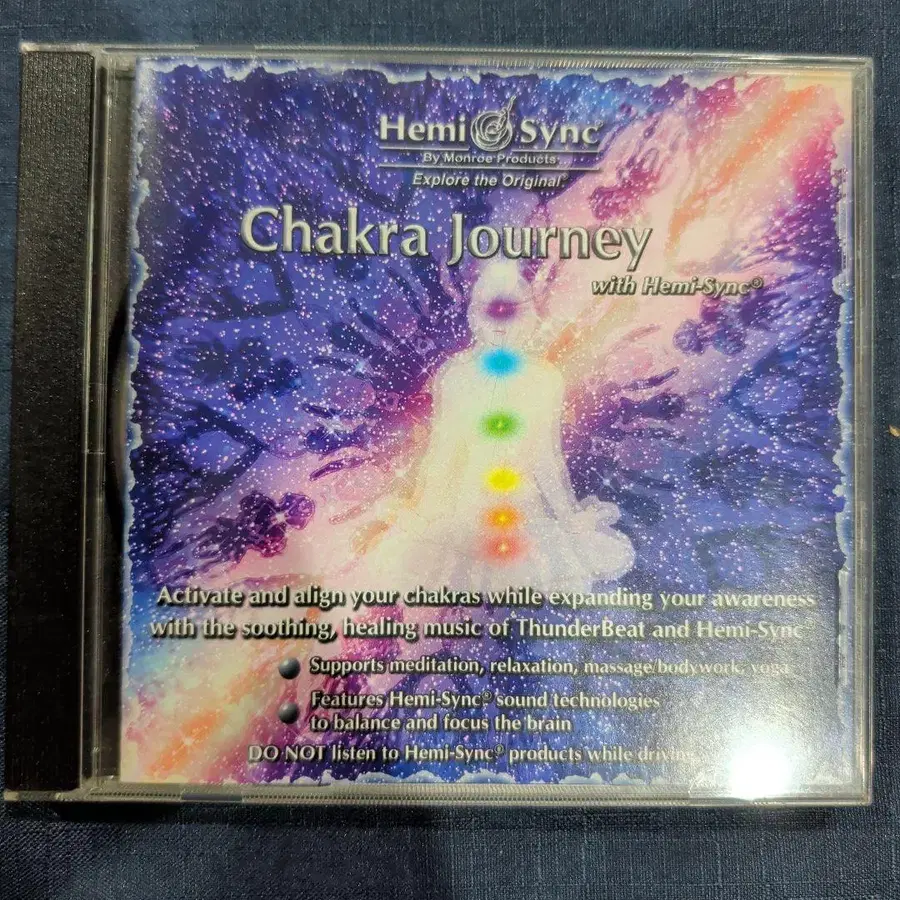 Hemi Sync®
By Monroe Products...
Explore the Original®
Chakra Journey
with Hemi-Sync®
Activate and align your chakras while expanding your awareness
with the soothing, healing music of ThunderBeat and Hemi-Sync®
Supports meditation, relaxation, massage/bodywork, yoga
Features Hemi-Sync® sound technologies
to balance and focus the brain
DO NOT listen to Hemi-Sync® products while driving